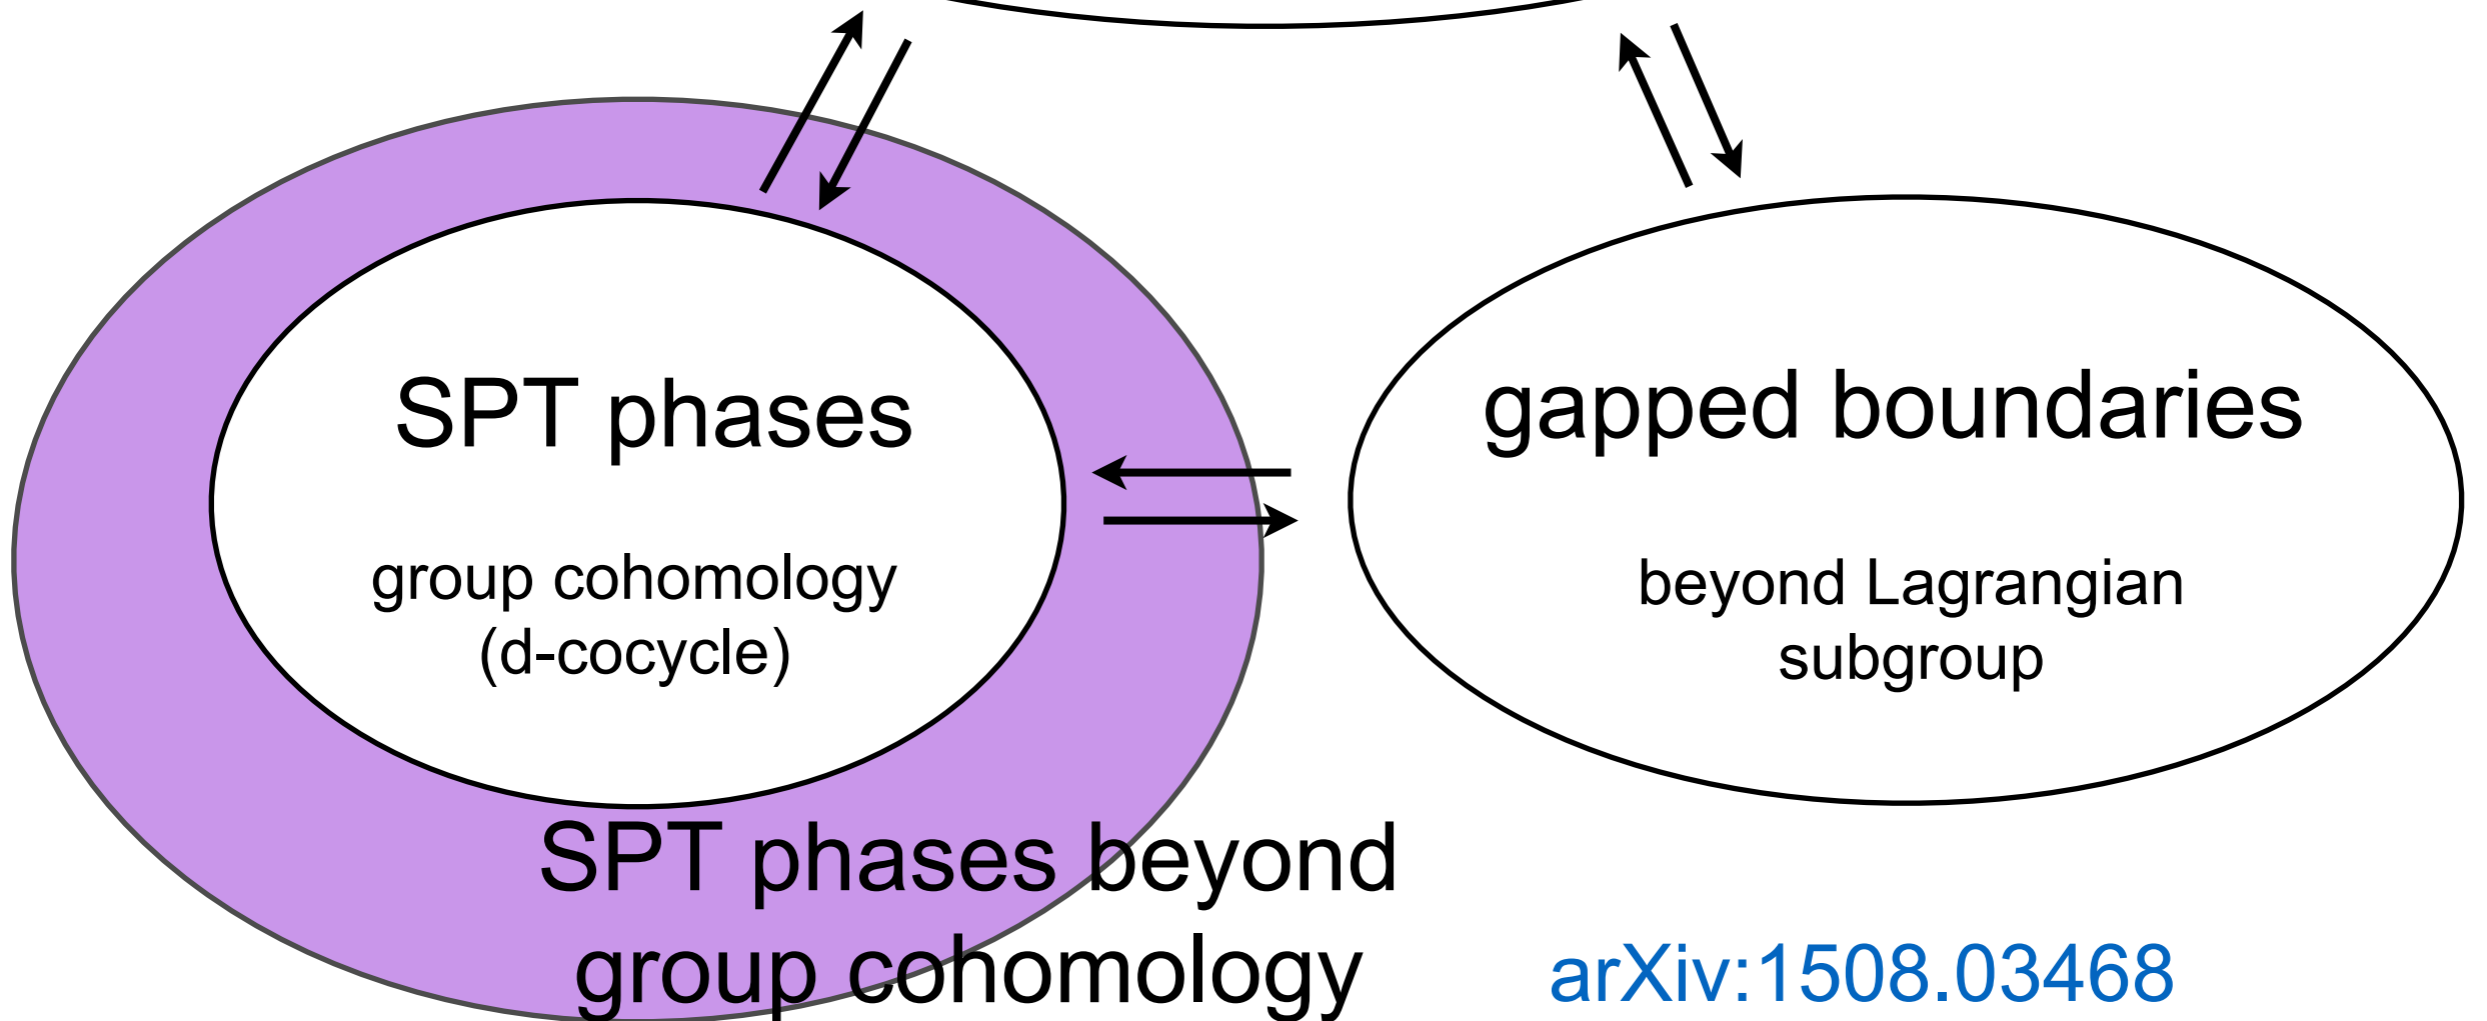 SPT phases
group cohomology
(d-cocycle)
gapped boundaries
beyond Lagrangian
subgroup
SPT phases beyond
group cohomology
arXiv:1508.03468